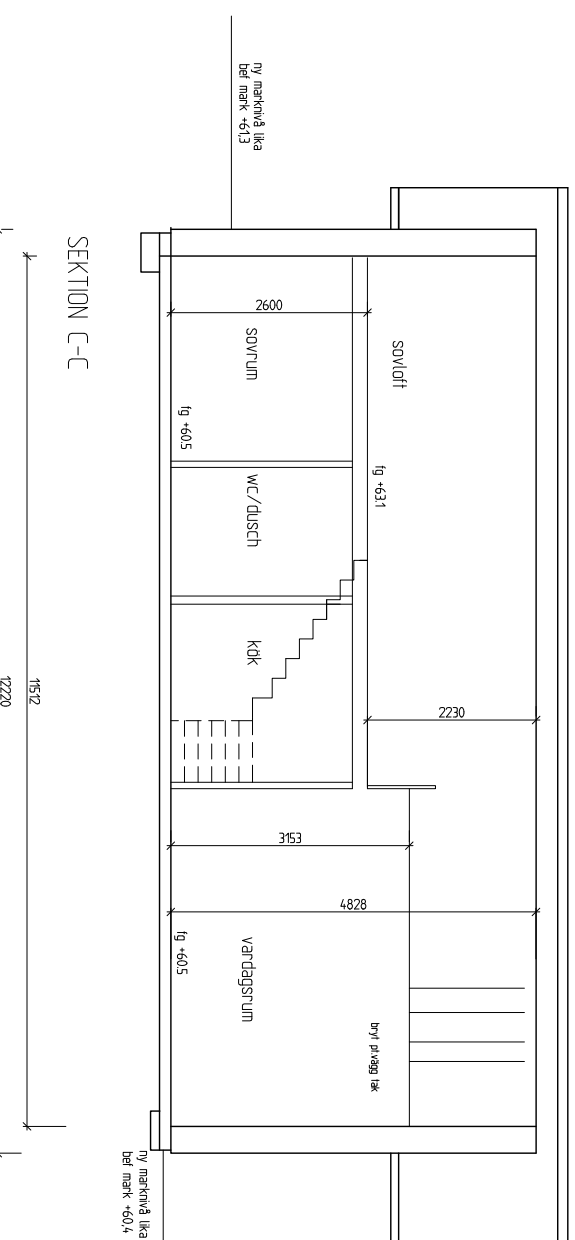 ny marknivå lika
bef mark +61,3
SEKTION C-C
sovloft
fg +63,1
2600
sovrum
fg +60,5
wc/dusch
kök
2230
3153
4828
vardagsrum
fg +60,5
bryt pl.vägg tak
ny marknivå lika
bef mark +60,4
11512
12220